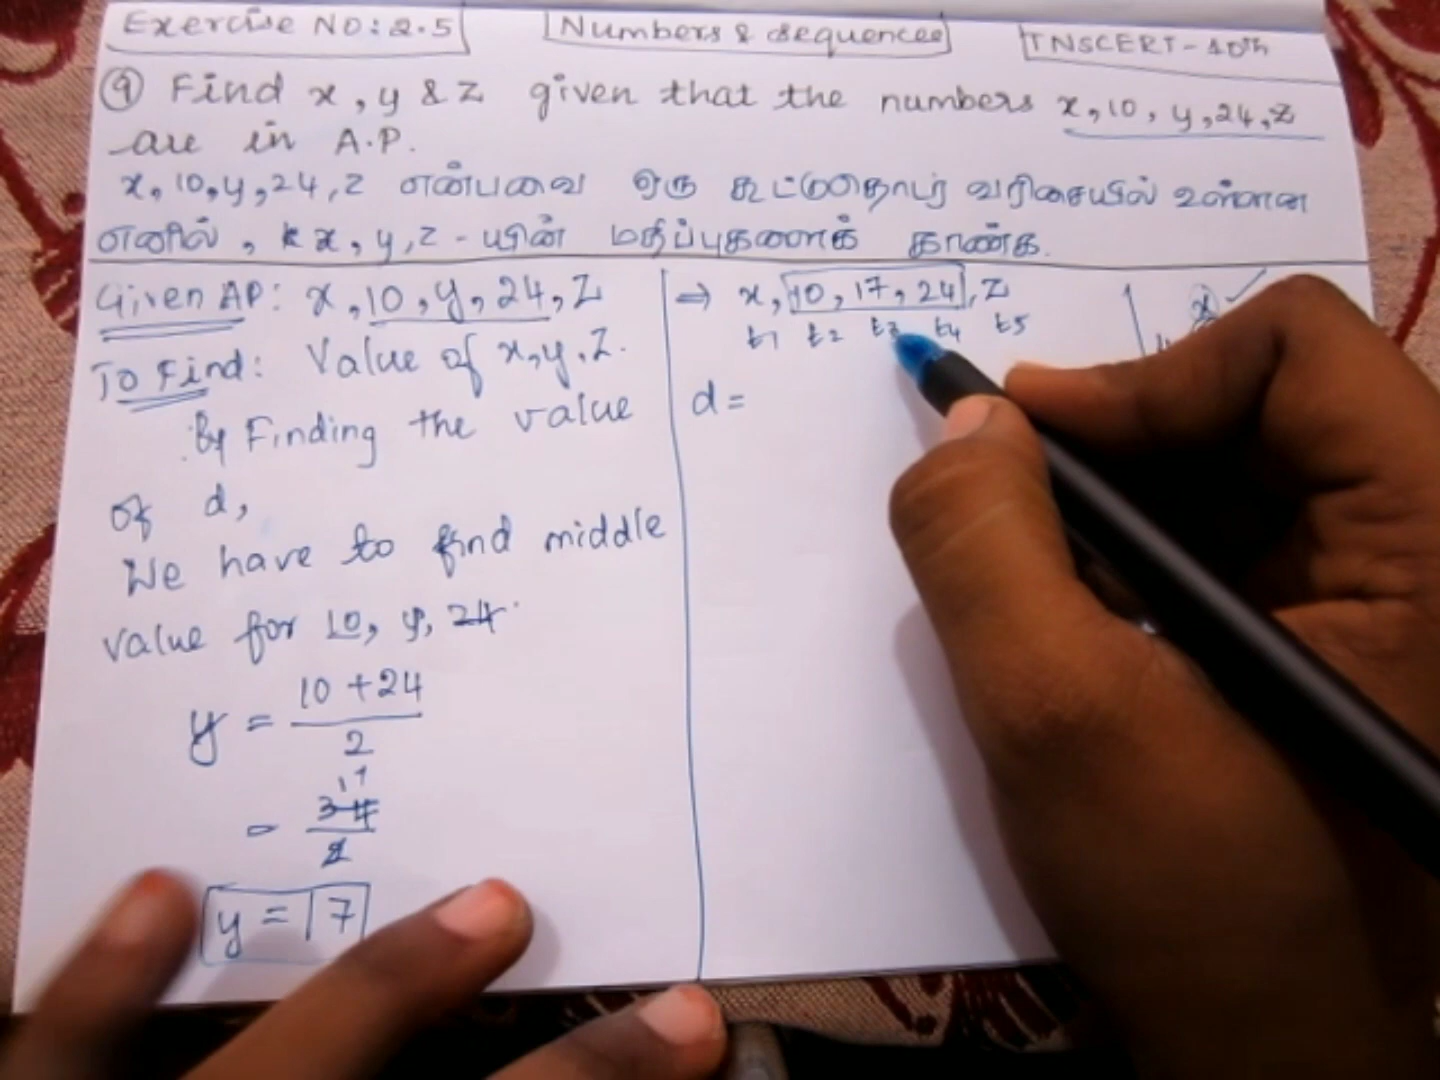 Exercise NO: 2.5
Numbers & Sequences
TNSCERT - 10th
9 Find x, y & z given that the numbers x, 10, y, 24, z
are in A.P.
x, 10, y, 24, z என்பவை ஒரு கூட்டுதொடர் வரிசையில் உள்ளன
எனில், x, y, z - யின் மதிப்புகளைக் காண்க.
Given AP: x, 10, y, 24, z
To Find: Value of x, y, z.
By Finding the value
of d,
We have to find middle
value for 10, y, 24.
y = 10 + 24
2
= 34 17
2
y = 17
⇒ x, 10, 17, 24, z
t1 t2 t3 t4 t5
d =
x